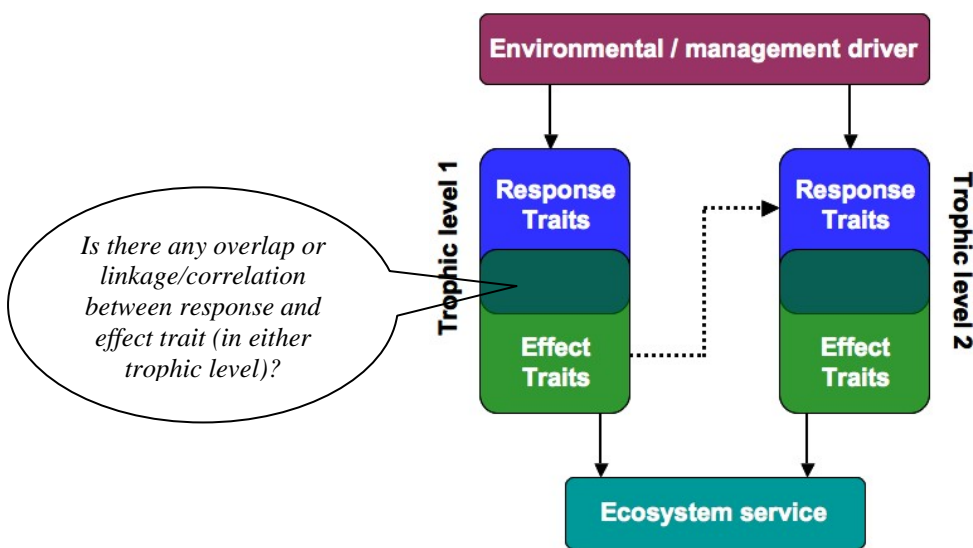 Environmental / management driver
Trophic level 1
Response
Traits
Response
Traits
Trophic level 2
Is there any overlap or
linkage/correlation
between response and
effect trait (in either
trophic level)?
Effect
Traits
Effect
Traits
Ecosystem service